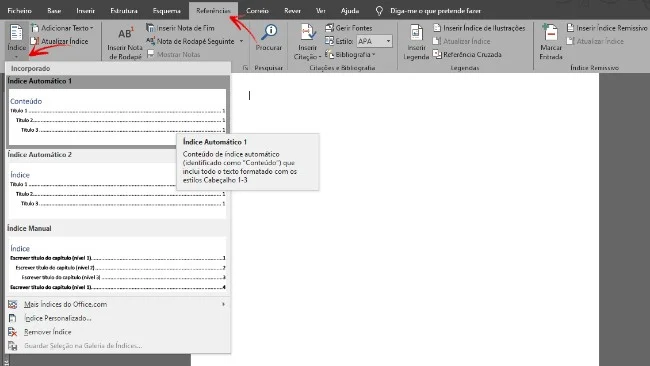 Ficheiro Base Inserir Estrutura Esquema Referências Correio Rever Ver Ajuda Diga-me o que pretende fazer
Índice
Adicionar Texto
Atualizar Índice
AB¹
Inserir Nota
de Rodapé
Inserir Nota de Fim
Nota de Rodapé Seguinte
Mostrar Notas
Procurar
Inserir
Citação
Gerir Fontes
Estilo: APA
Bibliografia
Citações e Bibliografia
Inserir
Legenda
Inserir Índice de Ilustrações
Atualizar Índice
Referência Cruzada
Legendas
Marcar
Entrada
Inserir Índice Remissivo
Atualizar Índice
Índice Remissivo
Incorporado
Índice Automático 1
Conteúdo
Título 1 1
Título 2 1
Título 3 1
Índice Automático 1
Conteúdo de índice automático
(identificado como "Conteúdo") que
inclui todo o texto formatado com os
estilos Cabeçalho 1-3
Índice Automático 2
Índice
Título 1 1
Título 2 1
Título 3 1
Índice Manual
Índice
Escrever título do capítulo (nível 1) 1
Escrever título do capítulo (nível 2) 2
Escrever título do capítulo (nível 3) 3
Escrever título do capítulo (nível 1) 4
Mais Índices do Office.com
Índice Personalizado...
Remover Índice
Guardar Seleção na Galeria de Índices...